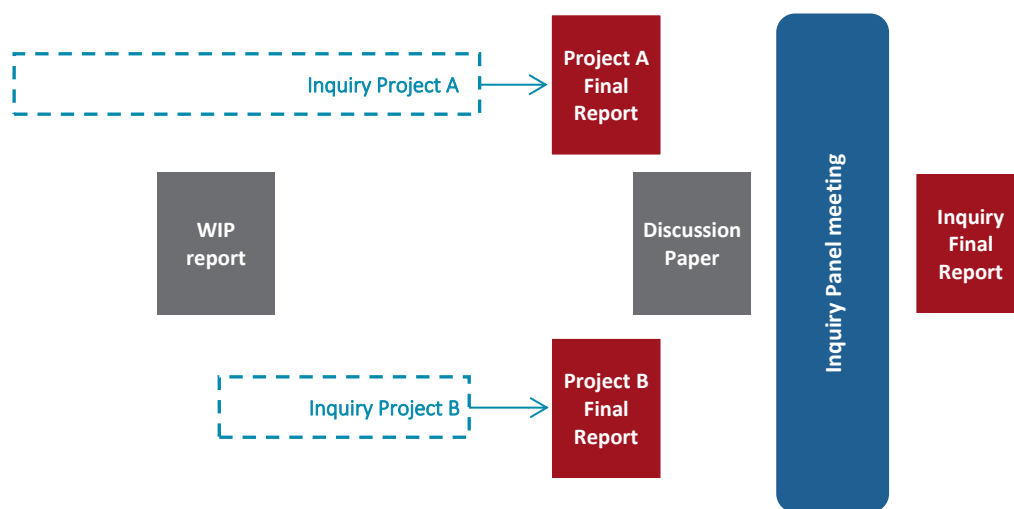 Inquiry Project A
Project A
Final
Report
WIP
report
Discussion
Paper
Inquiry Panel meeting
Inquiry
Final
Report
Inquiry Project B
Project B
Final
Report